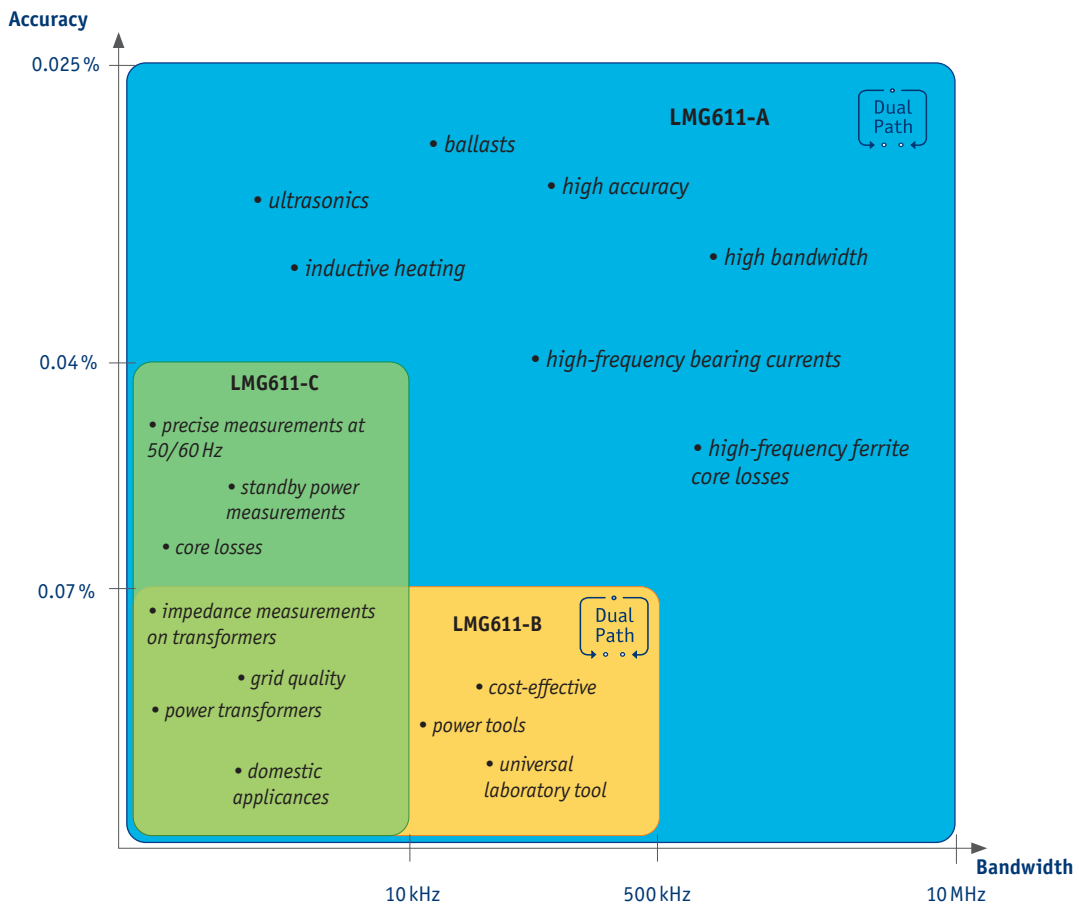 Accuracy
0.025 %
LMG611-A
Dual
Path
• ballasts
• high accuracy
• ultrasonics
• high bandwidth
• inductive heating
0.04 %
• high-frequency bearing currents
LMG611-C
• precise measurements at
50/60 Hz
• high-frequency ferrite
core losses
• standby power
measurements
• core losses
0.07 %
• impedance measurements
on transformers
LMG611-B
Dual
Path
• grid quality
• power transformers
• cost-effective
• power tools
• domestic
applicances
• universal
laboratory tool
Bandwidth
10 kHz
500 kHz
10 MHz